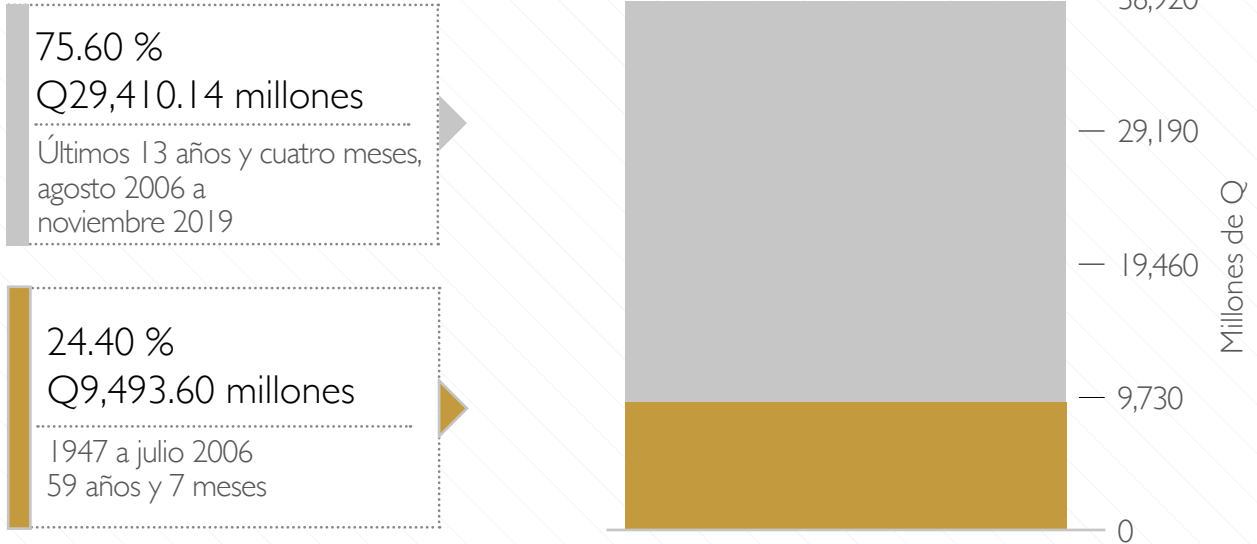 75.60 %
Q29,410.14 millones
Últimos 13 años y cuatro meses,
agosto 2006 a
noviembre 2019
24.40 %
Q9,493.60 millones
1947 a julio 2006
59 años y 7 meses
29,190
19,460
9,730
0
Millones de Q